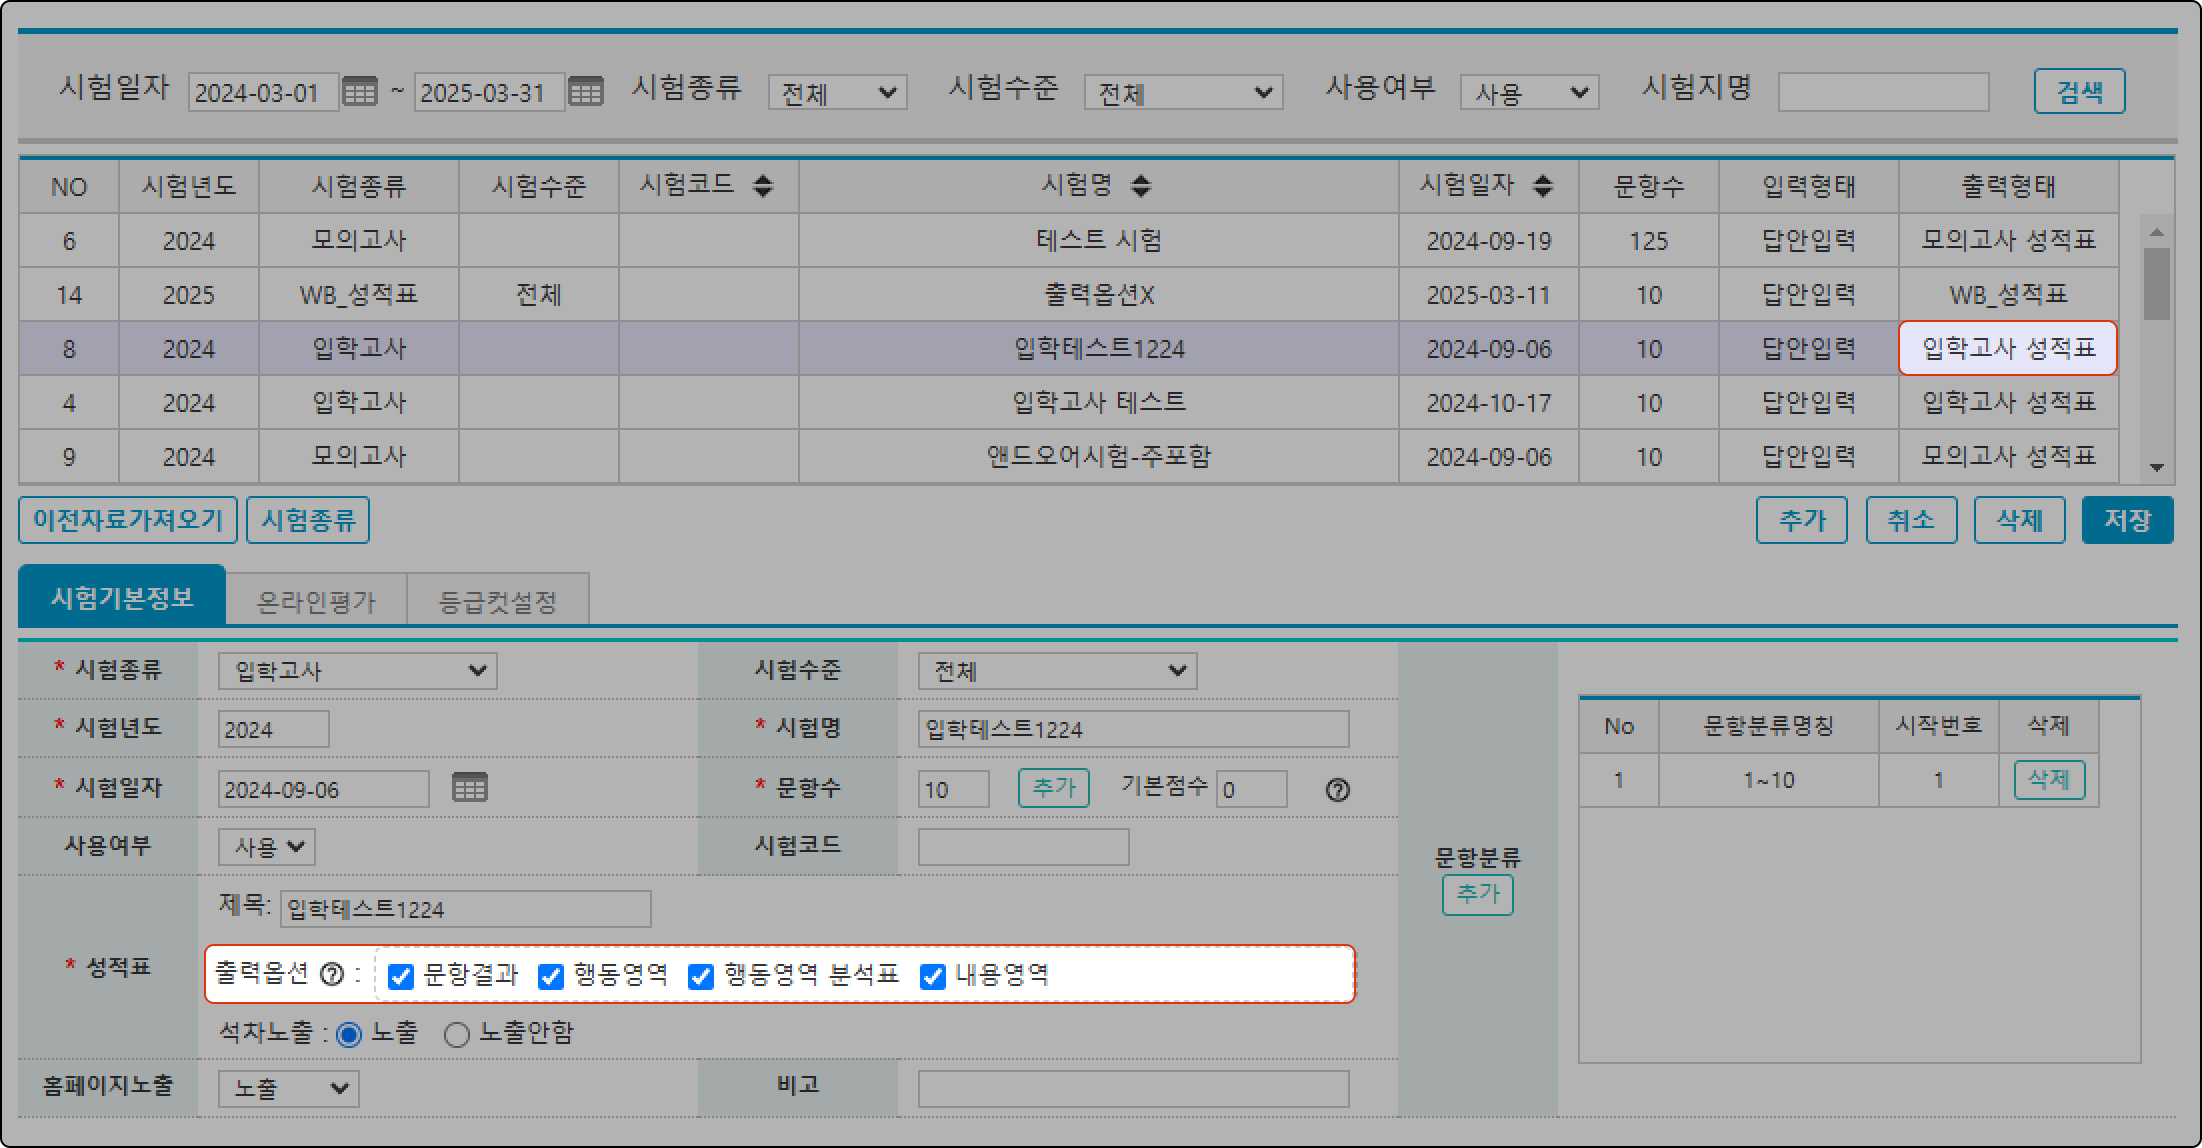 시험일자 2024-03-01 ~ 2025-03-31 시험종류 전체 시험수준 전체 사용여부 사용 시험지명 검색
NO 시험년도 시험종류 시험수준 시험코드 시험명 시험일자 문항수 입력형태 출력형태
6 2024 모의고사 테스트 시험 2024-09-19 125 답안입력 모의고사 성적표
14 2025 WB_성적표 전체 출력옵션X 2025-03-11 10 답안입력 WB_성적표
8 2024 입학고사 입학테스트1224 2024-09-06 10 답안입력 입학고사 성적표
4 2024 입학고사 입학고사 테스트 2024-10-17 10 답안입력 입학고사 성적표
9 2024 모의고사 앤드오어시험-주포함 2024-09-06 10 답안입력 모의고사 성적표
이전자료가져오기 시험종류 추가 취소 삭제 저장
시험기본정보 온라인평가 등급컷설정
* 시험종류 입학고사 시험수준 전체
* 시험년도 2024 * 시험명 입학테스트1224
* 시험일자 2024-09-06 * 문항수 10 추가 기본점수 0 ?
사용여부 사용 시험코드
* 성적표
제목: 입학테스트1224
출력옵션 ? : 문항결과 행동영역 행동영역 분석표 내용영역
석차노출 : 노출 노출안함
홈페이지노출 노출 비고
문항분류
추가
No 문항분류명칭 시작번호 삭제
1 1~10 1 삭제